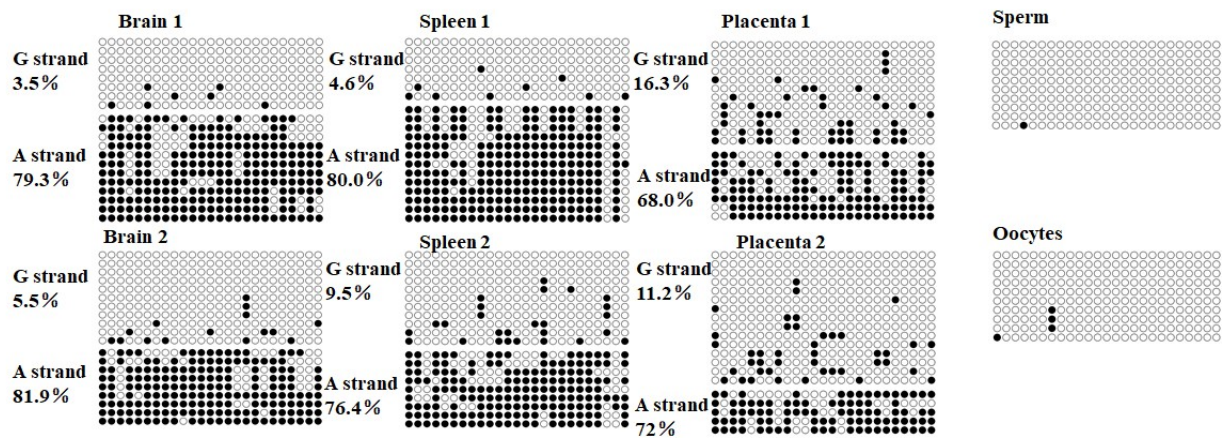 Brain 1
Spleen 1
Placenta 1
Sperm
G strand
3.5%
G strand
4.6%
G strand
16.3%
A strand
79.3%
A strand
80.0%
A strand
68.0%
Brain 2
Spleen 2
Placenta 2
Oocytes
G strand
5.5%
G strand
9.5%
G strand
11.2%
A strand
81.9%
A strand
76.4%
A strand
72%